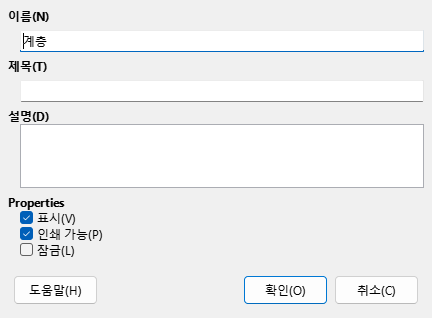 이름(N)
계층
제목(T)
설명(D)
Properties
표시(V)
인쇄 가능(P)
잠금(L)
도움말(H)
확인(O)
취소(C)